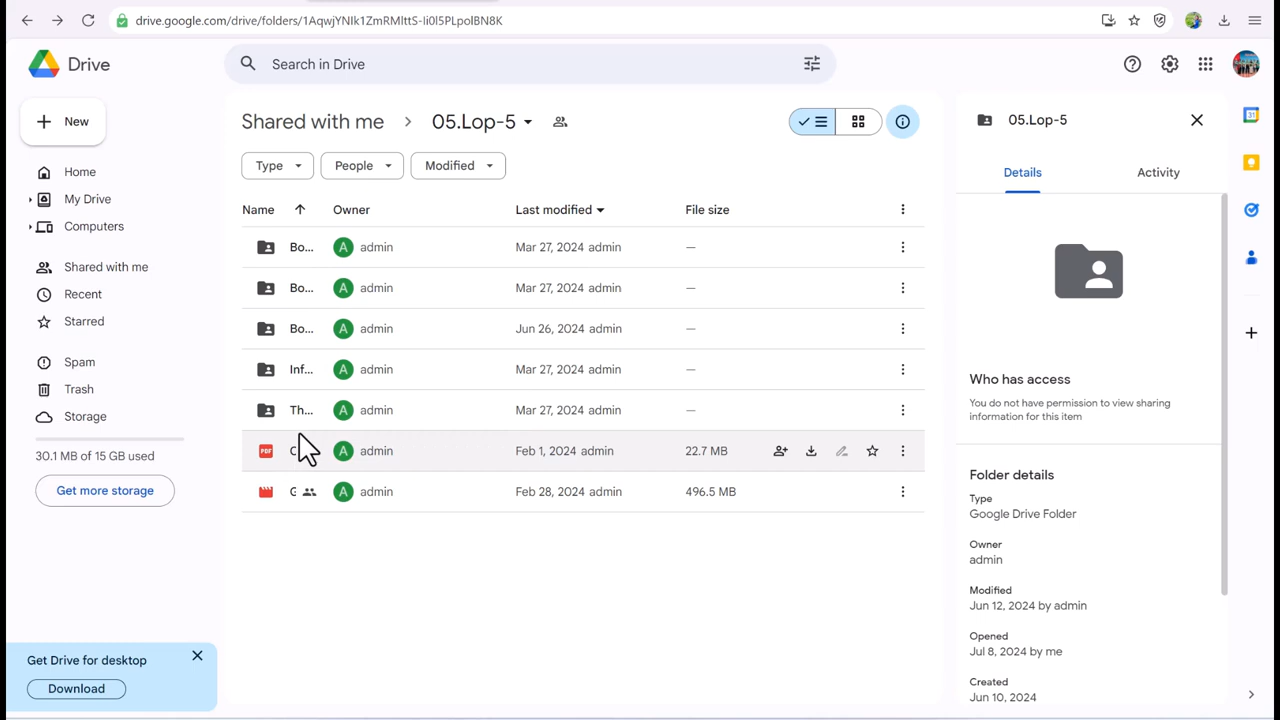 drive.google.com/drive/folders/1AqwjYNIk1ZmRMIttS-Ii0l5PLpolBN8K
Drive
Search in Drive
New
Home
My Drive
Computers
Shared with me
Recent
Starred
Spam
Trash
Storage
30.1 MB of 15 GB used
Get more storage
Get Drive for desktop
Download
Shared with me > 05.Lop-5
Type People Modified
Name Owner Last modified File size
Bo... A admin Mar 27, 2024 admin —
Bo... A admin Mar 27, 2024 admin —
Bo... A admin Jun 26, 2024 admin —
Inf... A admin Mar 27, 2024 admin —
Th... A admin Mar 27, 2024 admin —
PDF A admin Feb 1, 2024 admin 22.7 MB
A admin Feb 28, 2024 admin 496.5 MB
05.Lop-5
Details Activity
Who has access
You do not have permission to view sharing
information for this item
Folder details
Type
Google Drive Folder
Owner
admin
Modified
Jun 12, 2024 by admin
Opened
Jul 8, 2024 by me
Created
Jun 10, 2024
31